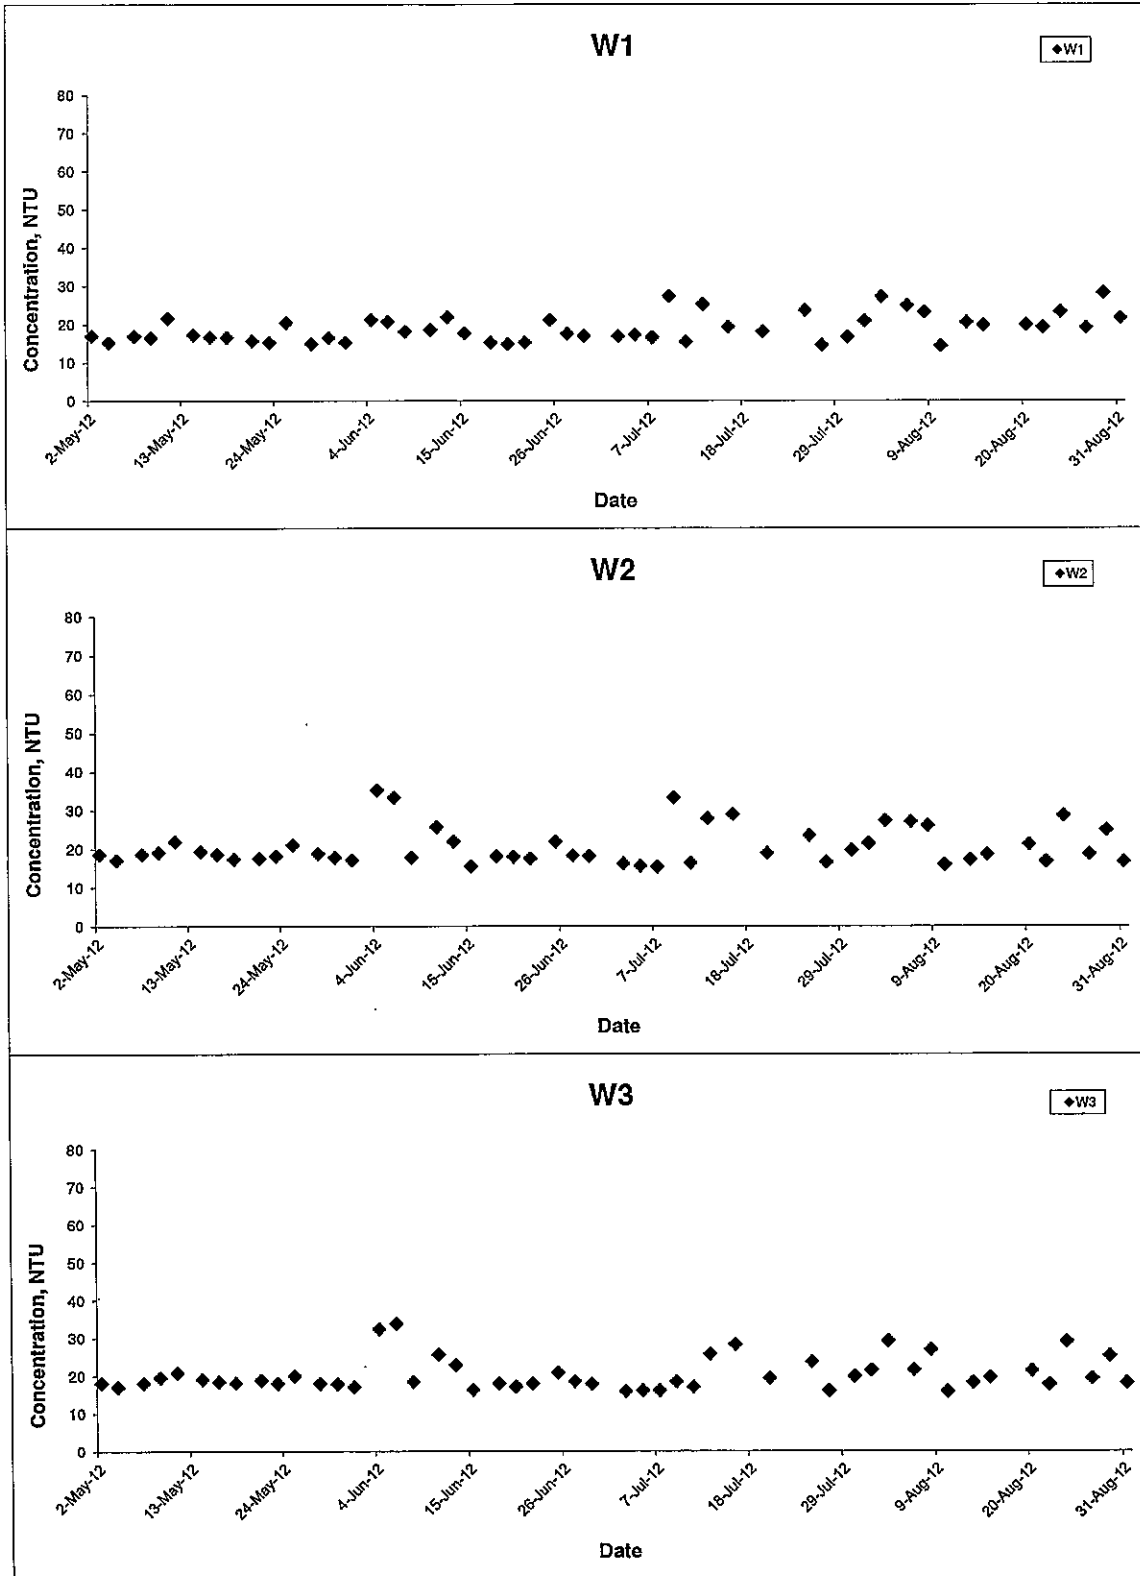 W1
◆W1
80
70
60
50
40
30
20
10
0
Concentration, NTU
2-May-12
13-May-12
24-May-12
4-Jun-12
15-Jun-12
26-Jun-12
7-Jul-12
18-Jul-12
29-Jul-12
9-Aug-12
20-Aug-12
31-Aug-12
Date
W2
◆W2
80
70
60
50
40
30
20
10
0
Concentration, NTU
2-May-12
13-May-12
24-May-12
4-Jun-12
15-Jun-12
26-Jun-12
7-Jul-12
18-Jul-12
29-Jul-12
9-Aug-12
20-Aug-12
31-Aug-12
Date
W3
◆W3
80
70
60
50
40
30
20
10
0
Concentration, NTU
2-May-12
13-May-12
24-May-12
4-Jun-12
15-Jun-12
26-Jun-12
7-Jul-12
18-Jul-12
29-Jul-12
9-Aug-12
20-Aug-12
31-Aug-12
Date